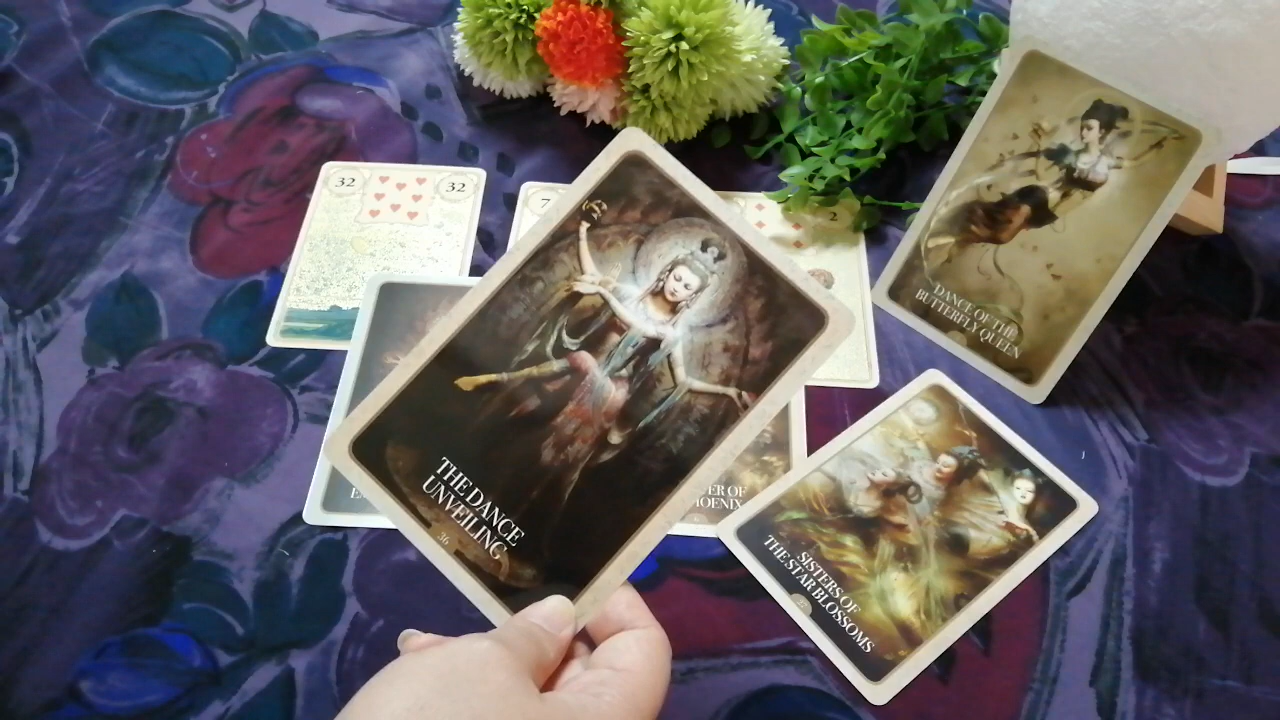 32
32
7
2
THE DANCE
UNVEILING
36
DANCE OF THE
BUTTERFLY QUEEN
SISTERS OF
THE STAR BLOSSOMS